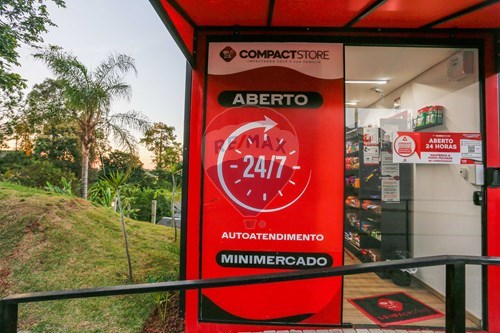 COMPACTSTORE
ABERTO
RE/MAX
24/7
AUTOATENDIMENTO
MINIMERCADO
ABERTO
24 HORAS